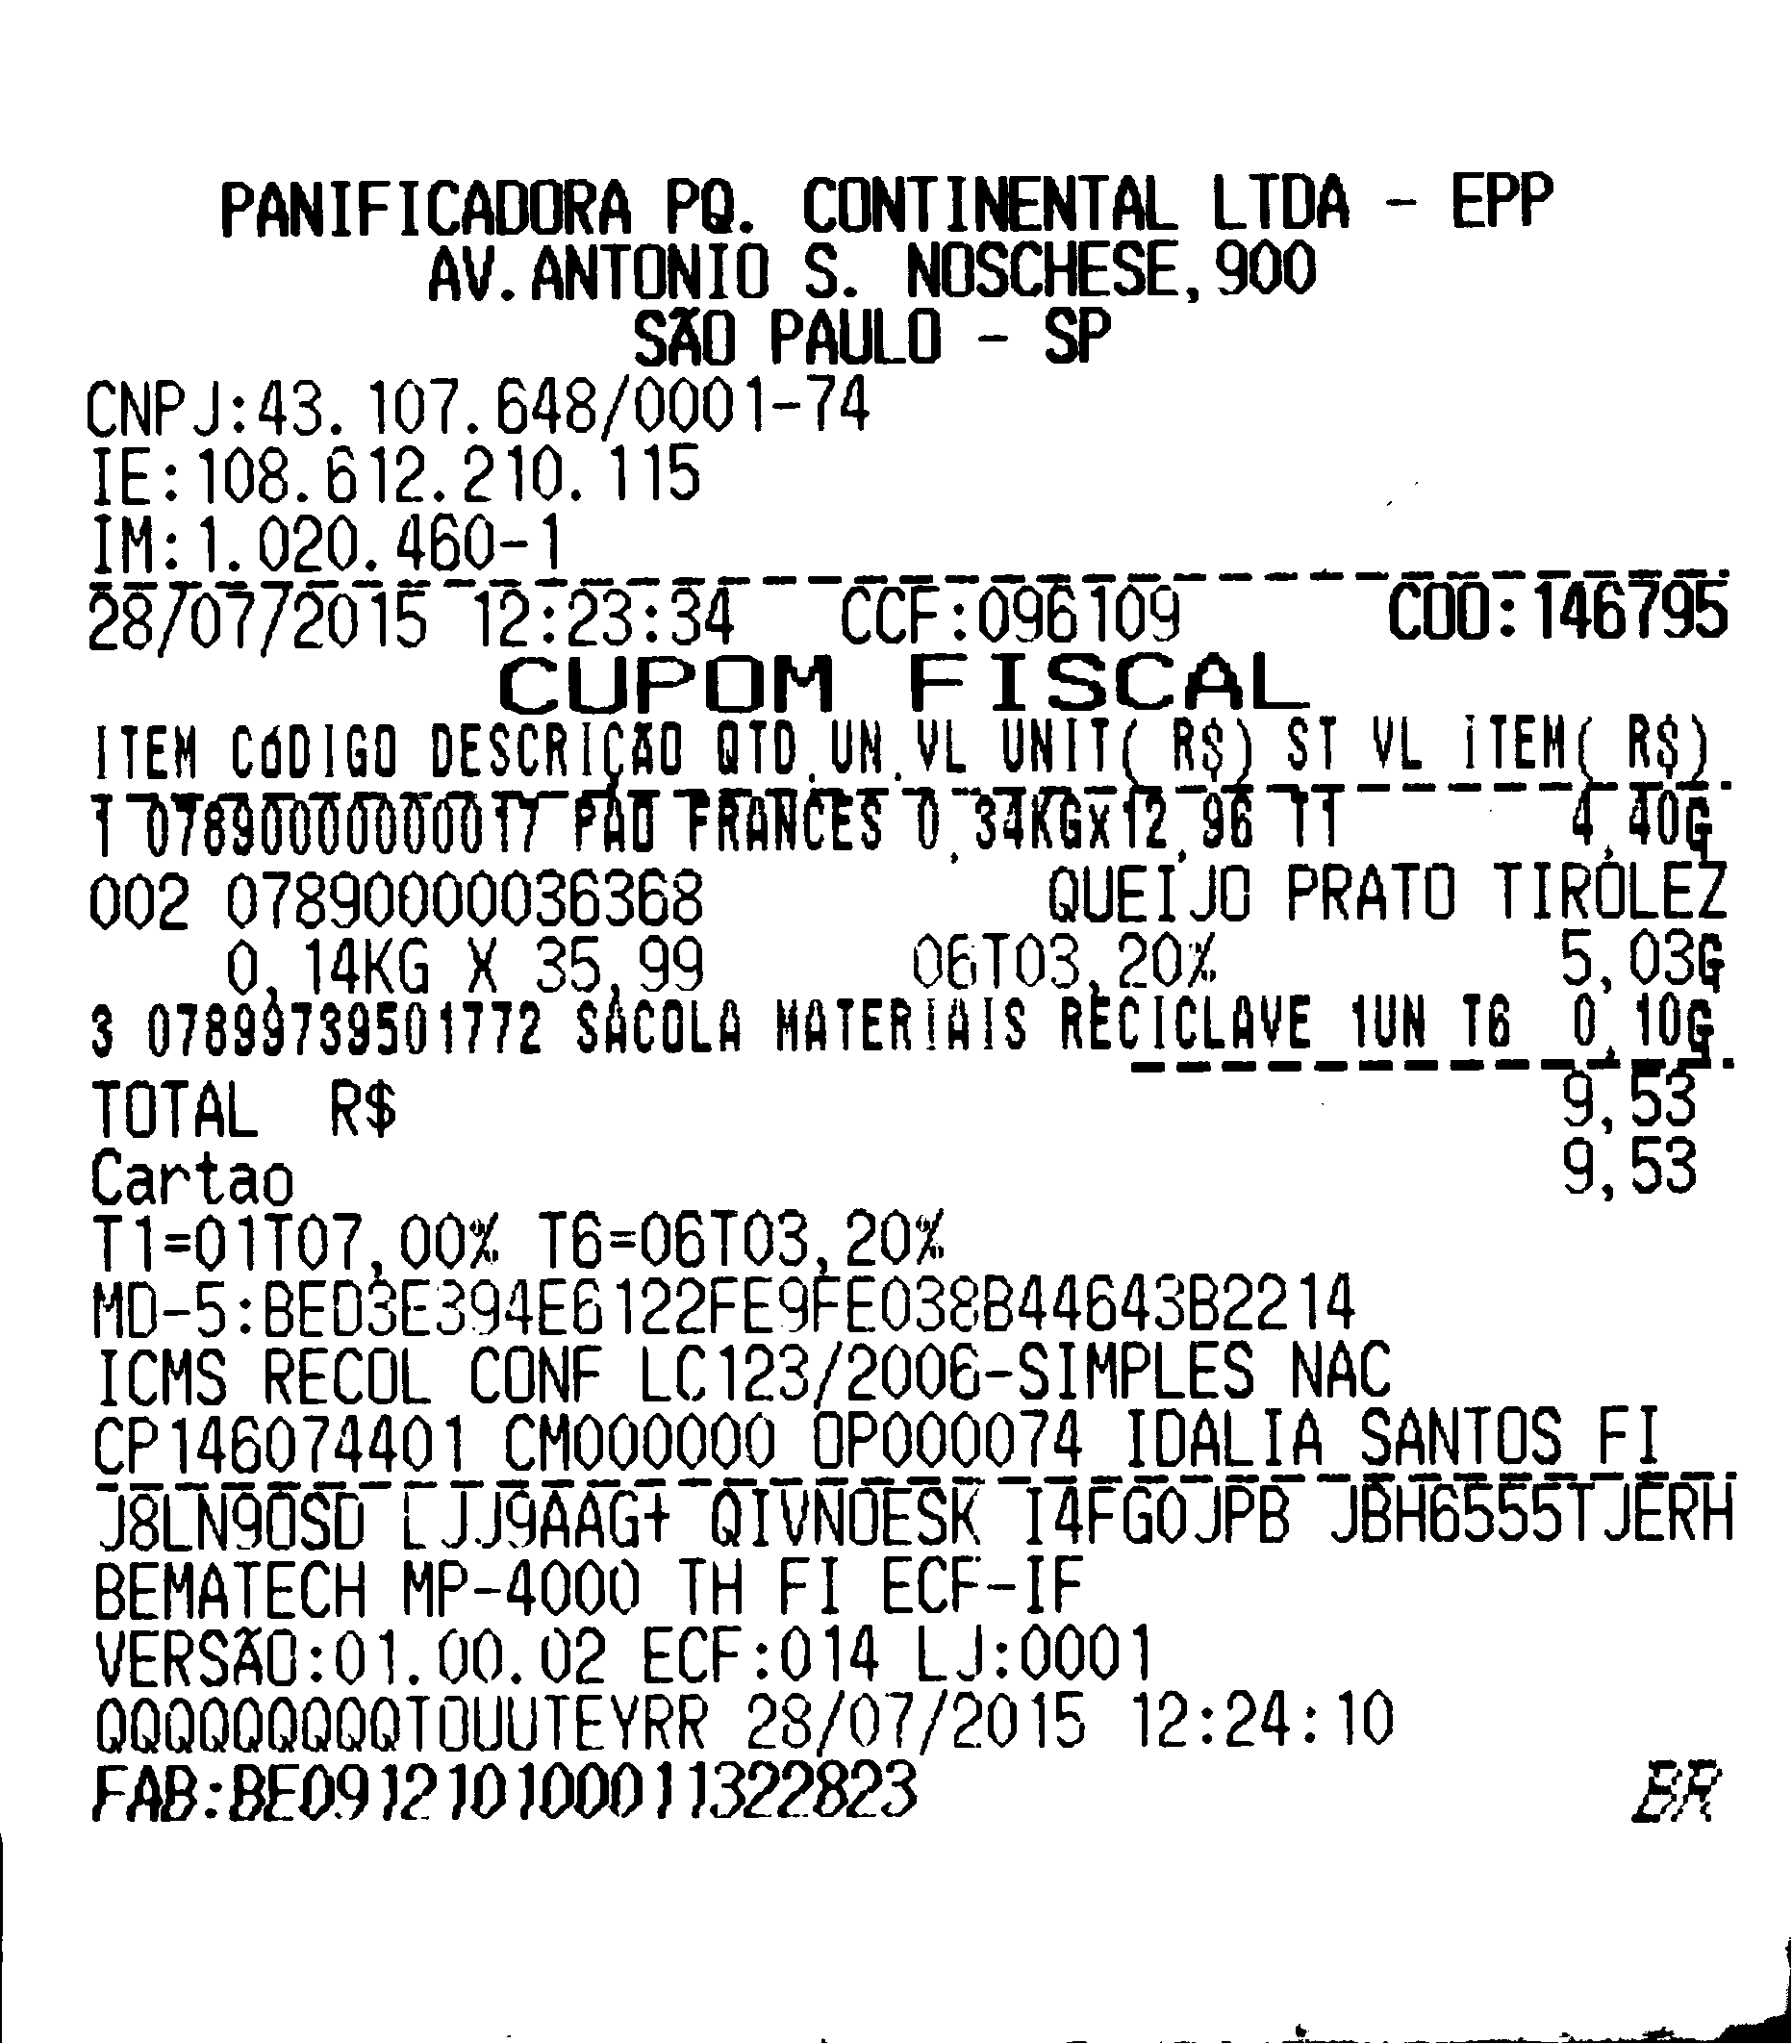 PANIFICADORA PQ. CONTINENTAL LTDA - EPP
AV.ANTONIO S. NOSCHESE,900
SÃO PAULO - SP
CNPJ:43.107.648/0001-74
IE:108.612.210.115
IM:1.020.460-1
28/07/2015 12:23:34 CCF:096109 COO:146795
CUPOM FISCAL
ITEM CóDIGO DESCRIÇÃO QTD.UN.VL UNIT( R$) ST VL ITEM( R$)
1 07890000000017 PAO FRANCES 0,34KGx12,96 T1 4,40G
002 07890000036368 QUEIJO PRATO TIROLEZ
0,14KG X 35,99 06T03,20% 5,03G
3 07899739501772 SACOLA MATERIAIS RECICLAVE 1UN T6 0,10G
TOTAL R$ 9,53
Cartao 9,53
T1=01T07,00% T6=06T03,20%
MD-5:BED3E394E6122FE9FE038B44643B2214
ICMS RECOL CONF LC123/2006-SIMPLES NAC
CP146074401 CM000000 OP000074 IDALIA SANTOS FI
J8LN9OSD LJJ9AAG+ QIVNOESK I4FGOJPB JBH6555TJERH
BEMATECH MP-4000 TH FI ECF-IF
VERSÃO:01.00.02 ECF:014 LJ:0001
QQQQQQQQQTOUUTEYRR 28/07/2015 12:24:10
FAB:BE091210100011322823 BR